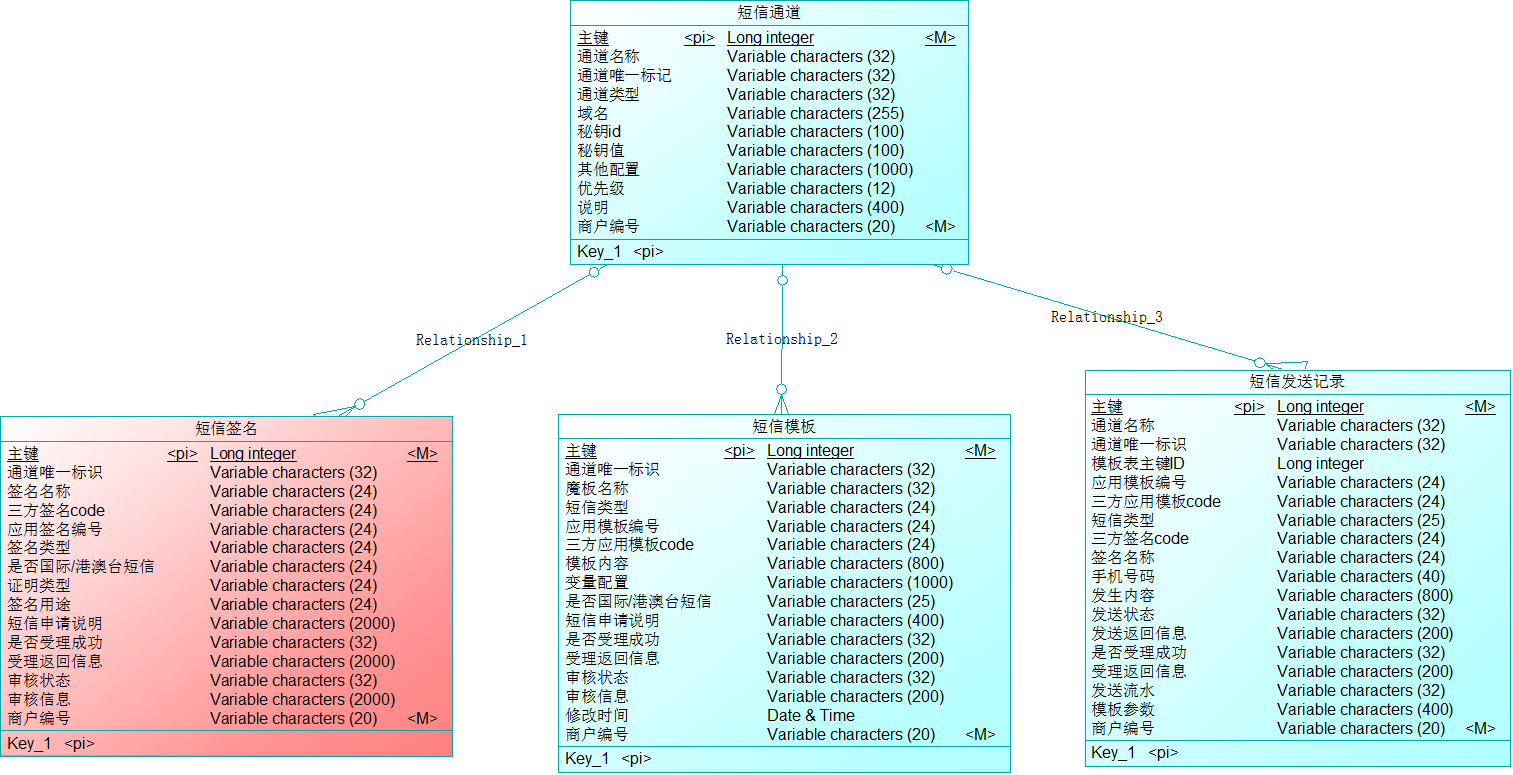 短信通道
主键 <pi> Long integer <M>
通道名称 Variable characters (32)
通道唯一标记 Variable characters (32)
通道类型 Variable characters (32)
域名 Variable characters (255)
秘钥id Variable characters (100)
秘钥值 Variable characters (100)
其他配置 Variable characters (1000)
优先级 Variable characters (12)
说明 Variable characters (400)
商户编号 Variable characters (20) <M>
Key_1 <pi>
Relationship_1
Relationship_2
Relationship_3
短信签名
主键 <pi> Long integer <M>
通道唯一标识 Variable characters (32)
签名名称 Variable characters (24)
三方签名code Variable characters (24)
应用签名编号 Variable characters (24)
签名类型 Variable characters (24)
是否国际/港澳台短信 Variable characters (24)
证明类型 Variable characters (24)
签名用途 Variable characters (24)
短信申请说明 Variable characters (2000)
是否受理成功 Variable characters (32)
受理返回信息 Variable characters (2000)
审核状态 Variable characters (32)
审核信息 Variable characters (2000)
商户编号 Variable characters (20) <M>
Key_1 <pi>
短信模板
主键 <pi> Long integer <M>
通道唯一标识 Variable characters (32)
魔板名称 Variable characters (32)
短信类型 Variable characters (24)
应用模板编号 Variable characters (24)
三方应用模板code Variable characters (24)
模板内容 Variable characters (800)
变量配置 Variable characters (1000)
是否国际/港澳台短信 Variable characters (25)
短信申请说明 Variable characters (400)
是否受理成功 Variable characters (32)
受理返回信息 Variable characters (200)
审核状态 Variable characters (32)
审核信息 Variable characters (200)
修改时间 Date & Time
商户编号 Variable characters (20) <M>
Key_1 <pi>
短信发送记录
主键 <pi> Long integer <M>
通道名称 Variable characters (32)
通道唯一标识 Variable characters (32)
模板表主键ID Long integer
应用模板编号 Variable characters (24)
三方应用模板code Variable characters (24)
短信类型 Variable characters (25)
三方签名code Variable characters (24)
签名名称 Variable characters (24)
手机号码 Variable characters (40)
发生内容 Variable characters (800)
发送状态 Variable characters (32)
发送返回信息 Variable characters (200)
是否受理成功 Variable characters (32)
受理返回信息 Variable characters (200)
发送流水 Variable characters (32)
模板参数 Variable characters (400)
商户编号 Variable characters (20) <M>
Key_1 <pi>